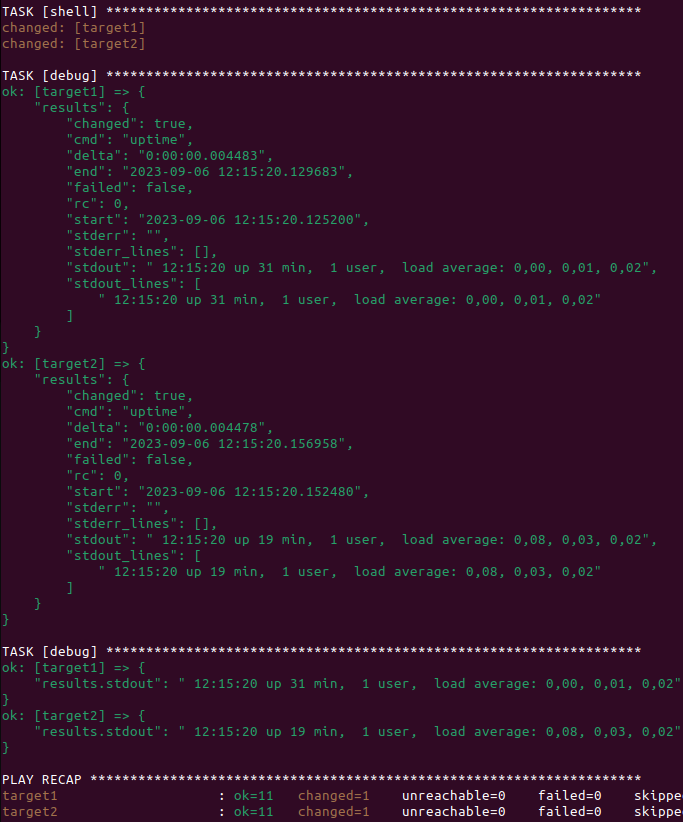 TASK [shell] *******************************************************************
changed: [target1]
changed: [target2]
TASK [debug] *******************************************************************
ok: [target1] => {
    "results": {
        "changed": true,
        "cmd": "uptime",
        "delta": "0:00:00.004483",
        "end": "2023-09-06 12:15:20.129683",
        "failed": false,
        "rc": 0,
        "start": "2023-09-06 12:15:20.125200",
        "stderr": "",
        "stderr_lines": [],
        "stdout": " 12:15:20 up 31 min,  1 user,  load average: 0,00, 0,01, 0,02",
        "stdout_lines": [
            " 12:15:20 up 31 min,  1 user,  load average: 0,00, 0,01, 0,02"
        ]
    }
}
ok: [target2] => {
    "results": {
        "changed": true,
        "cmd": "uptime",
        "delta": "0:00:00.004478",
        "end": "2023-09-06 12:15:20.156958",
        "failed": false,
        "rc": 0,
        "start": "2023-09-06 12:15:20.152480",
        "stderr": "",
        "stderr_lines": [],
        "stdout": " 12:15:20 up 19 min,  1 user,  load average: 0,08, 0,03, 0,02",
        "stdout_lines": [
            " 12:15:20 up 19 min,  1 user,  load average: 0,08, 0,03, 0,02"
        ]
    }
}
TASK [debug] *******************************************************************
ok: [target1] => {
    "results.stdout": " 12:15:20 up 31 min,  1 user,  load average: 0,00, 0,01, 0,02"
}
ok: [target2] => {
    "results.stdout": " 12:15:20 up 19 min,  1 user,  load average: 0,08, 0,03, 0,02"
}
PLAY RECAP *********************************************************************
target1                    : ok=11   changed=1    unreachable=0    failed=0    skipped
target2                    : ok=11   changed=1    unreachable=0    failed=0    skipped